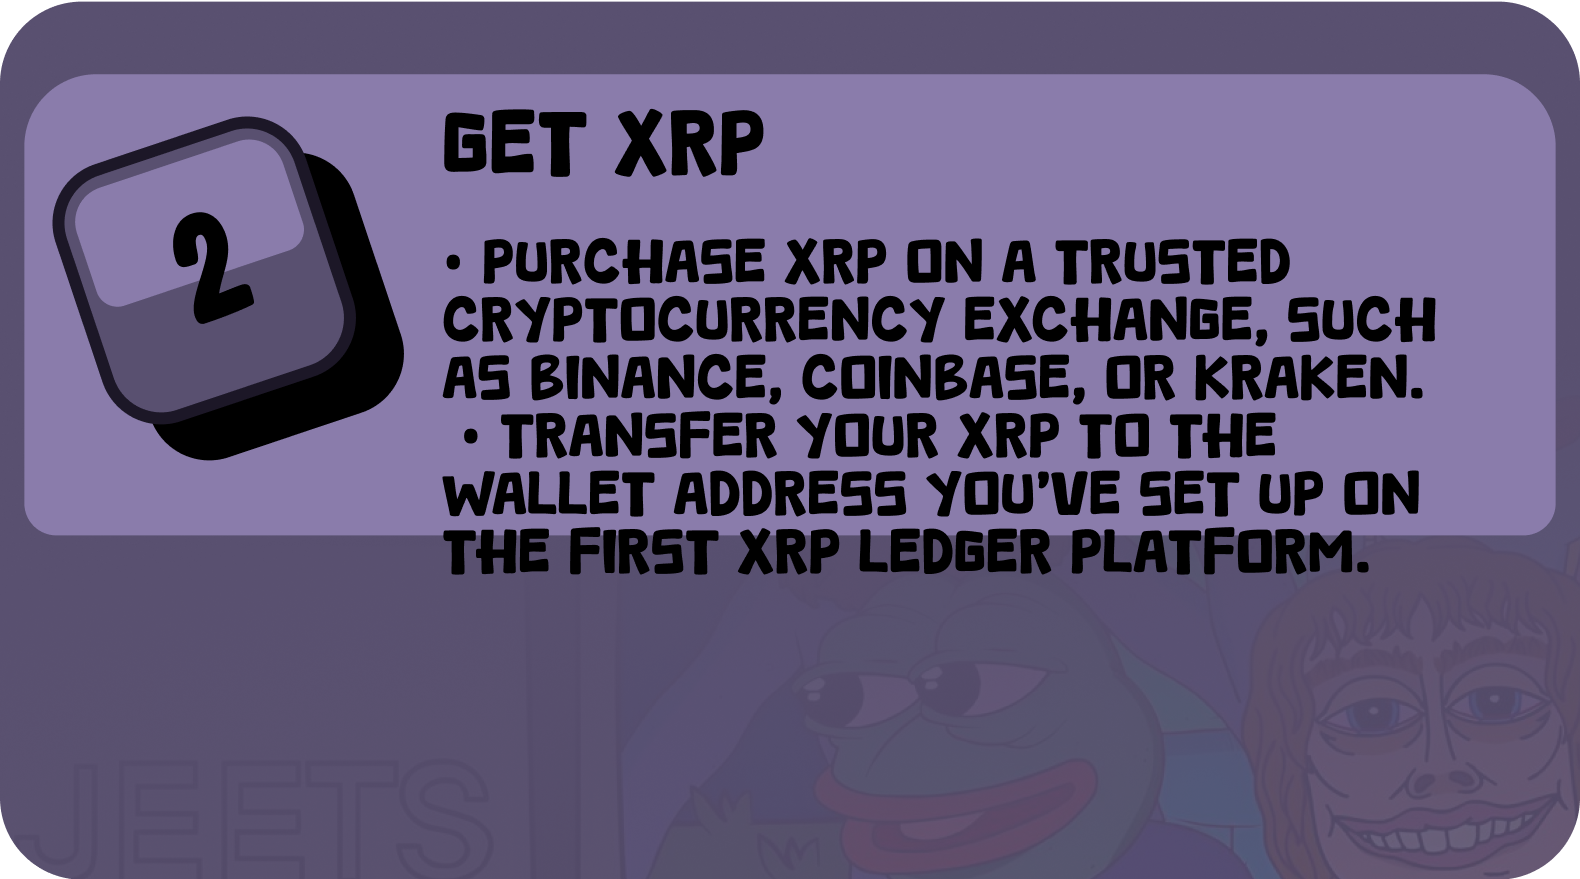 GET XRP
2
• PURCHASE XRP ON A TRUSTED
CRYPTOCURRENCY EXCHANGE, SUCH
AS BINANCE, COINBASE, OR KRAKEN.
• TRANSFER YOUR XRP TO THE
WALLET ADDRESS YOU'VE SET UP ON
THE FIRST XRP LEDGER PLATFORM.
JEETS